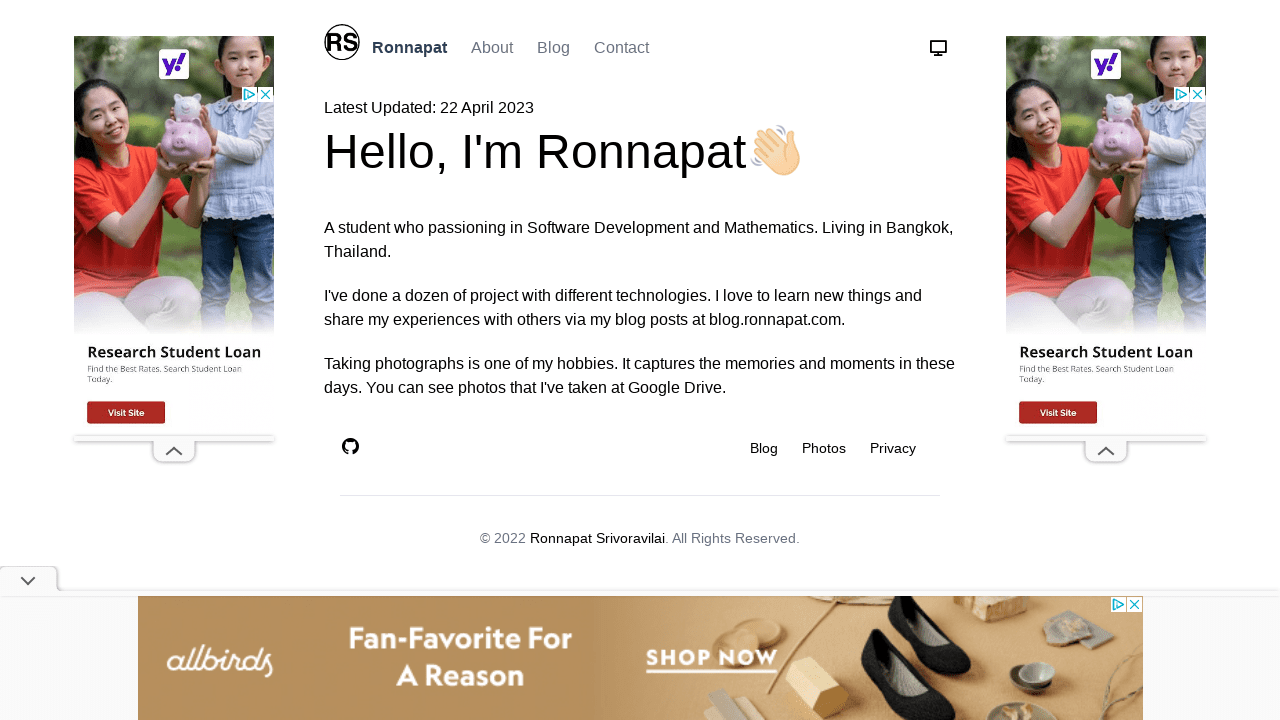 RS
Ronnapat
About
Blog
Contact
Latest Updated: 22 April 2023
Hello, I'm Ronnapat👋🏼
A student who passioning in Software Development and Mathematics. Living in Bangkok,
Thailand.
I've done a dozen of project with different technologies. I love to learn new things and
share my experiences with others via my blog posts at blog.ronnapat.com.
Taking photographs is one of my hobbies. It captures the memories and moments in these
days. You can see photos that I've taken at Google Drive.
Blog
Photos
Privacy
© 2022 Ronnapat Srivoravilai. All Rights Reserved.
y!
Research Student Loan
Find the Best Rates. Search Student Loan
Today.
Visit Site
y!
Research Student Loan
Find the Best Rates. Search Student Loan
Today.
Visit Site
allbirds
Fan-Favorite For
A Reason
SHOP NOW